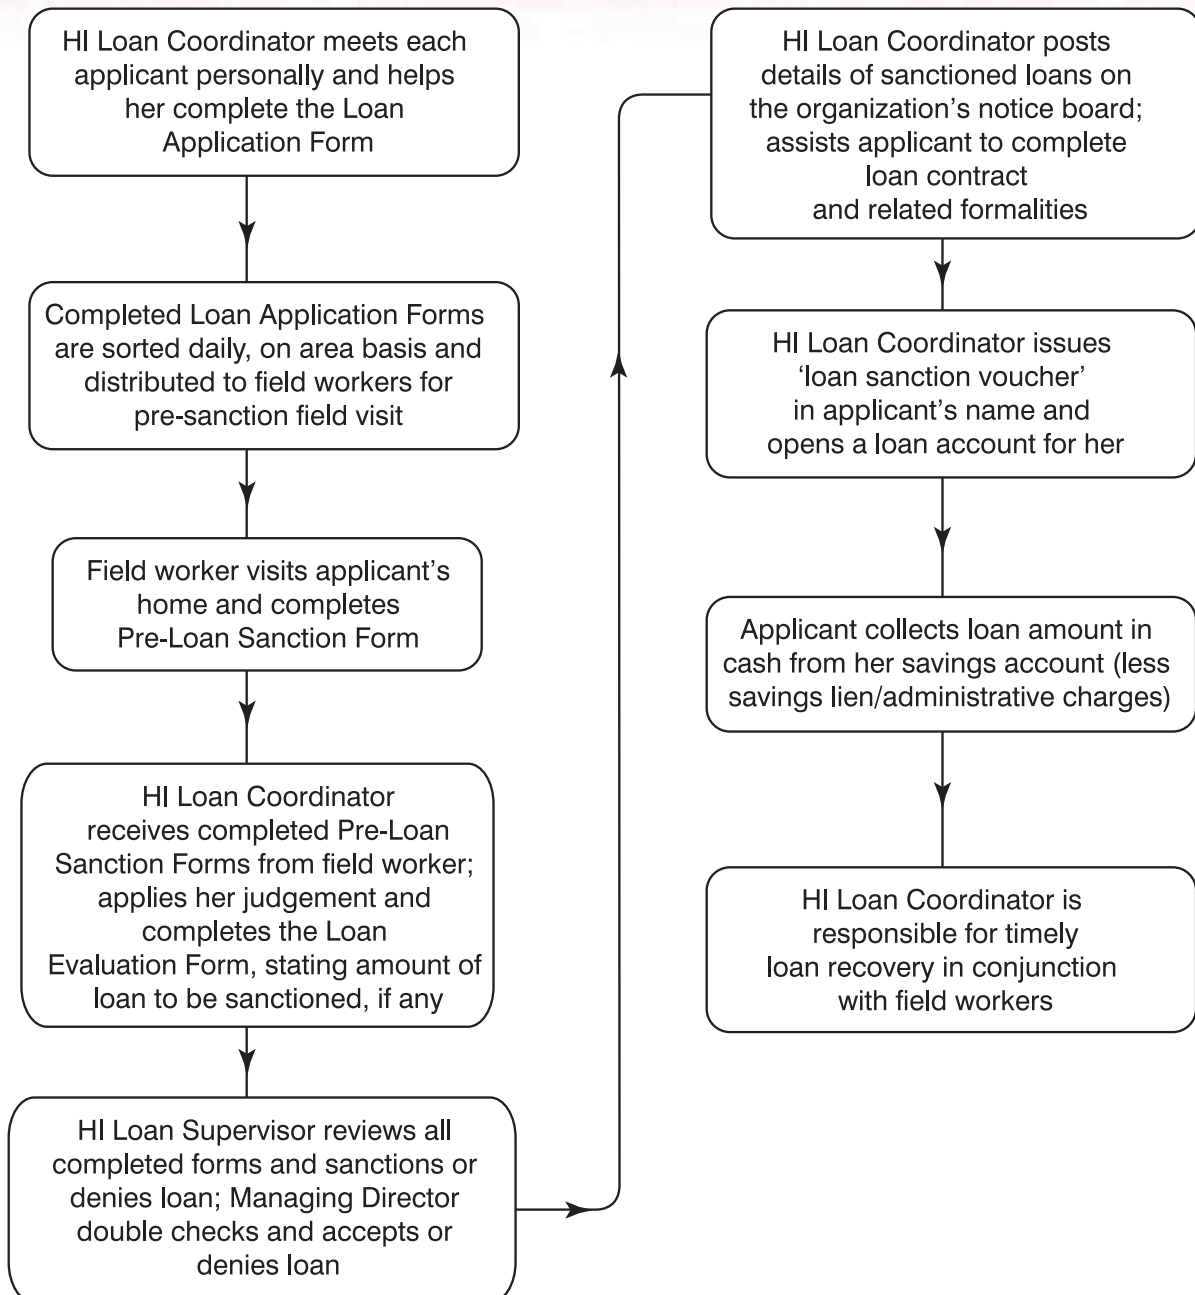 HI Loan Coordinator meets each
applicant personally and helps
her complete the Loan
Application Form
Completed Loan Application Forms
are sorted daily, on area basis and
distributed to field workers for
pre-sanction field visit
Field worker visits applicant's
home and completes
Pre-Loan Sanction Form
HI Loan Coordinator
receives completed Pre-Loan
Sanction Forms from field worker;
applies her judgement and
completes the Loan
Evaluation Form, stating amount of
loan to be sanctioned, if any
HI Loan Supervisor reviews all
completed forms and sanctions or
denies loan; Managing Director
double checks and accepts or
denies loan
HI Loan Coordinator posts
details of sanctioned loans on
the organization's notice board;
assists applicant to complete
loan contract
and related formalities
HI Loan Coordinator issues
‘loan sanction voucher’
in applicant's name and
opens a loan account for her
Applicant collects loan amount in
cash from her savings account (less
savings lien/administrative charges)
HI Loan Coordinator is
responsible for timely
loan recovery in conjunction
with field workers